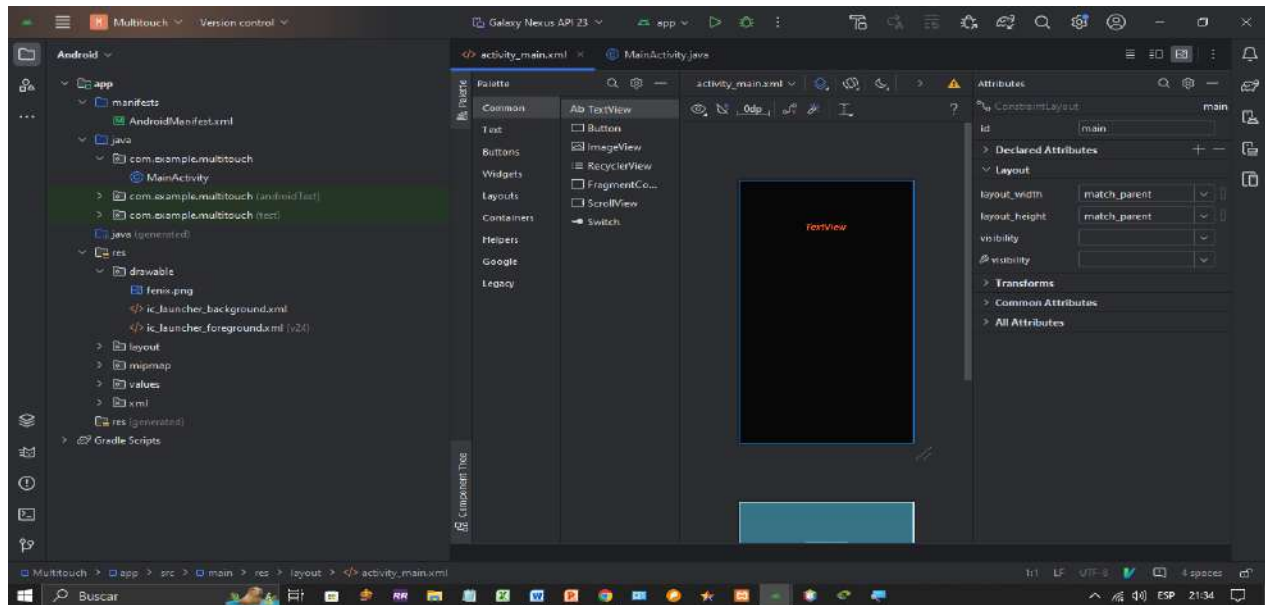 Multitouch Version control Galaxy Nexus API 23 app
Android
activity_main.xml MainActivity.java
app
manifests
AndroidManifest.xml
java
com.example.multitouch
MainActivity
com.example.multitouch (androidTest)
com.example.multitouch (test)
java (generated)
res
drawable
fenix.png
ic_launcher_background.xml
ic_launcher_foreground.xml (v24)
layout
mipmap
values
xml
res (generated)
Gradle Scripts
Palette
Palette
Common
Text
Buttons
Widgets
Layouts
Containers
Helpers
Google
Legacy
Ab TextView
Button
ImageView
RecyclerView
FragmentCo...
ScrollView
Switch
Component Tree
activity_main.xml
0dp
TextView
?
Attributes
ConstraintLayout main
id main
Declared Attributes
Layout
layout_width match_parent
layout_height match_parent
visibility
visibility
Transforms
Common Attributes
All Attributes
Multitouch > app > src > main > res > layout > activity_main.xml 1:1 LF UTF-8 4 spaces
Buscar RR ESP 21:34